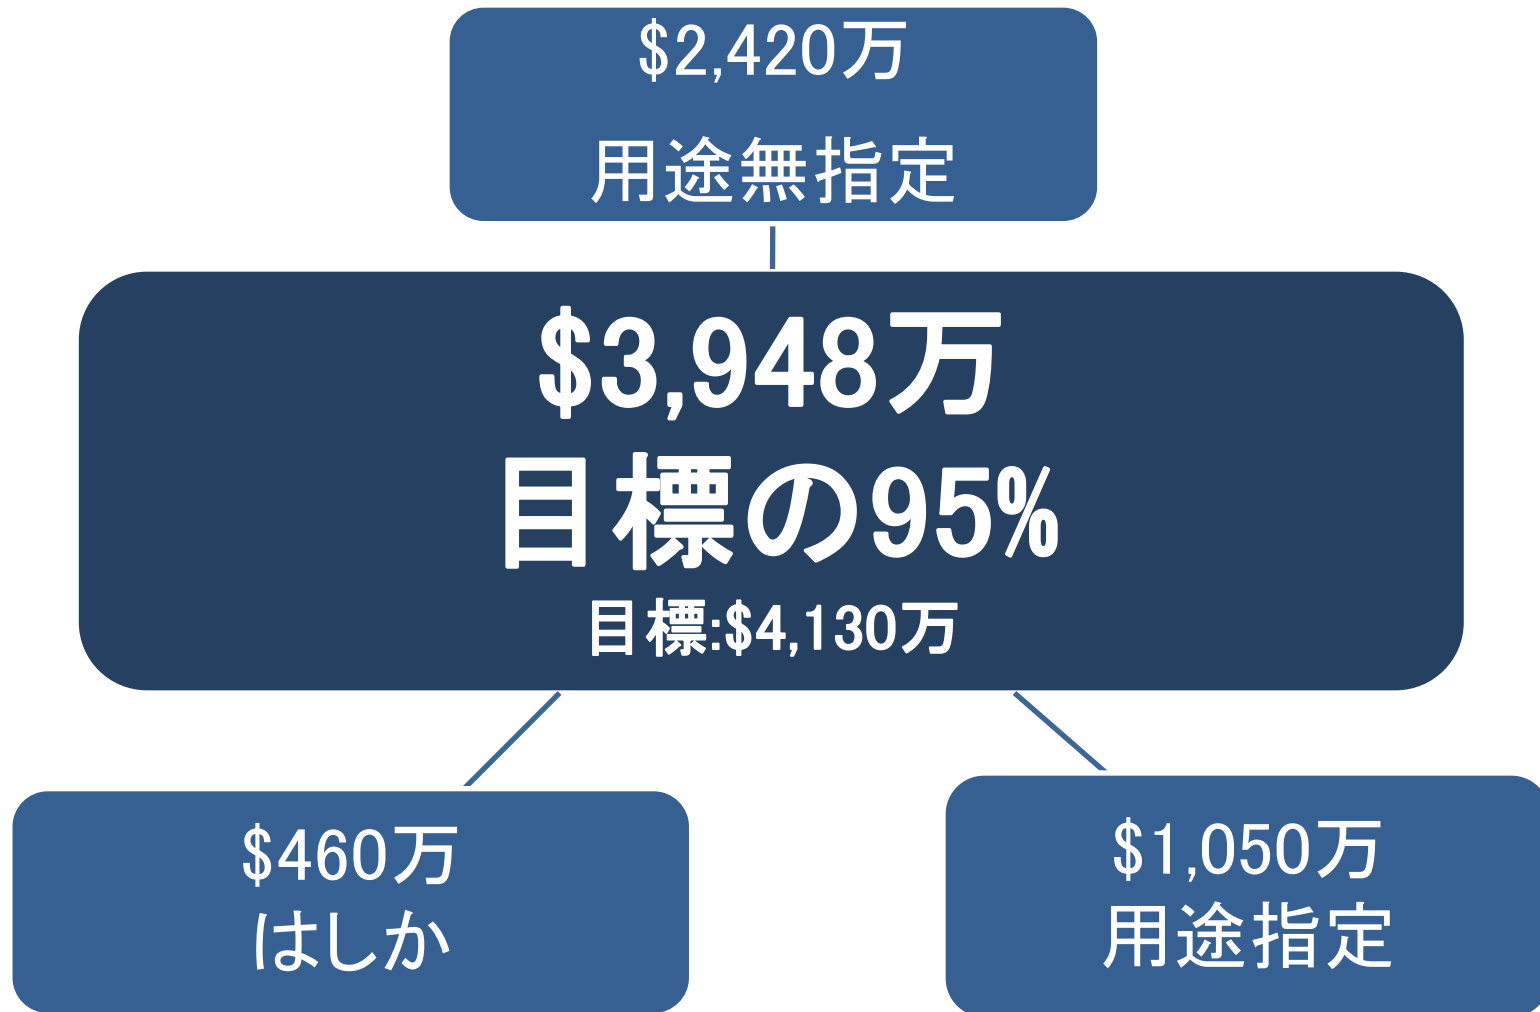 $2,420万
用途無指定
$3,948万
目標の95%
目標:$4,130万
$460万
はしか
$1,050万
用途指定